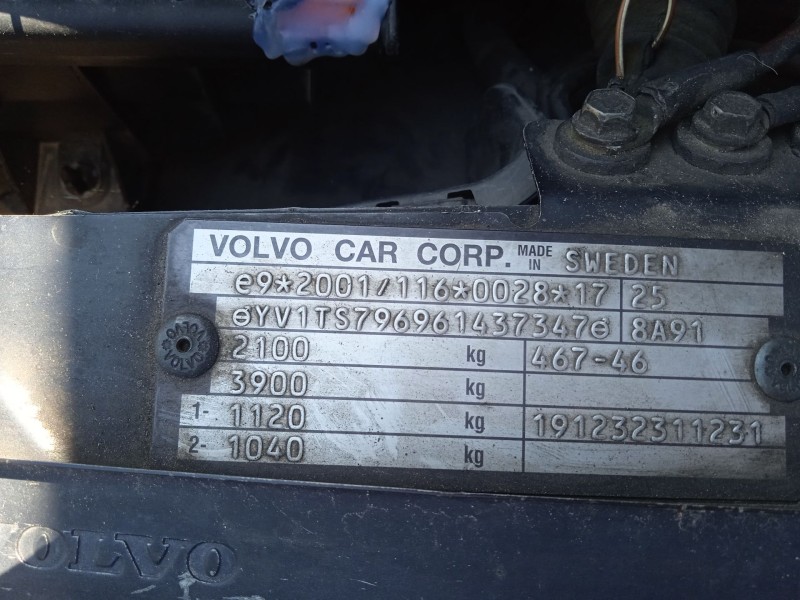 VOLVO CAR CORP. MADE IN SWEDEN
e9*2001/116*0028*17 25
YV1TS796961437347 8A91
2100 kg 467-46
3900 kg
1- 1120 kg 191232311231
2- 1040 kg
VOLVO